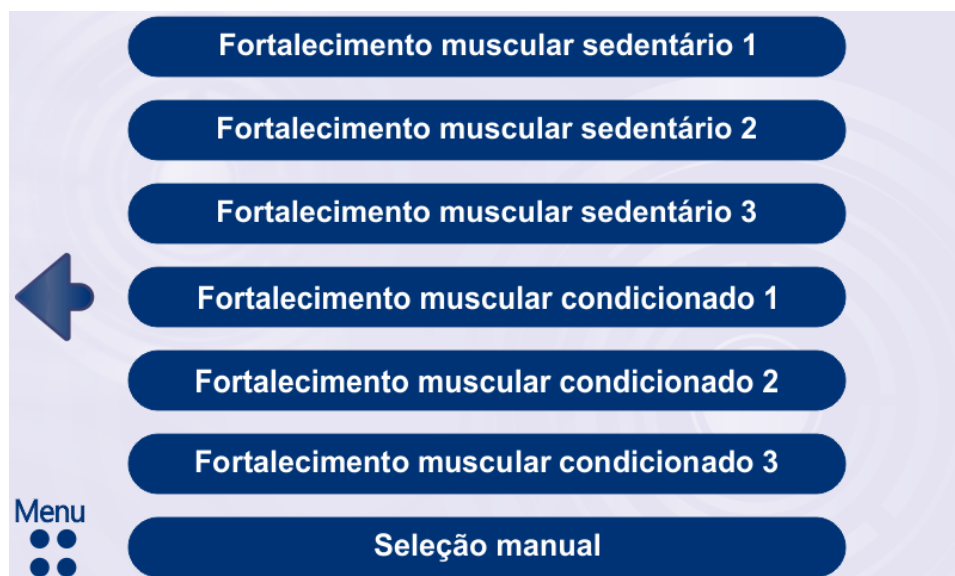 Fortalecimento muscular sedentário 1
Fortalecimento muscular sedentário 2
Fortalecimento muscular sedentário 3
Fortalecimento muscular condicionado 1
Fortalecimento muscular condicionado 2
Fortalecimento muscular condicionado 3
Menu
Seleção manual